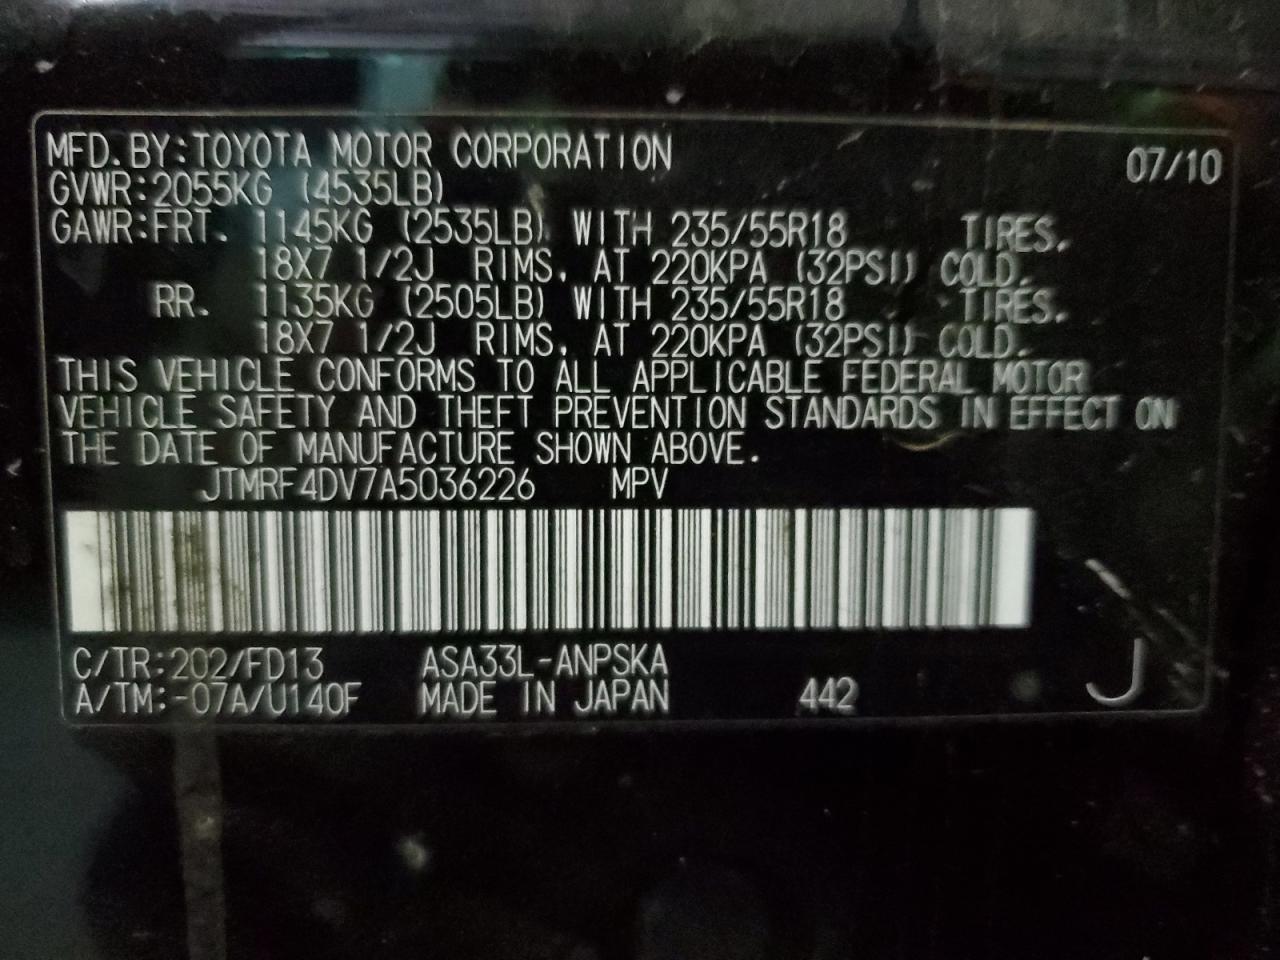 MFD. BY: TOYOTA MOTOR CORPORATION 07/10
GVWR: 2055KG (4535LB)
GAWR: FRT. 1145KG (2535LB) WITH 235/55R18 TIRES,
18X7 1/2J RIMS, AT 220KPA (32PSI) COLD.
RR. 1135KG (2505LB) WITH 235/55R18 TIRES,
18X7 1/2J RIMS, AT 220KPA (32PSI) COLD.
THIS VEHICLE CONFORMS TO ALL APPLICABLE FEDERAL MOTOR
VEHICLE SAFETY AND THEFT PREVENTION STANDARDS IN EFFECT ON
THE DATE OF MANUFACTURE SHOWN ABOVE.
JTMRF4DV7A5036226 MPV
C/TR: 202/FD13 ASA33L-ANPSKA
A/TM: -07A/U140F MADE IN JAPAN 442 J